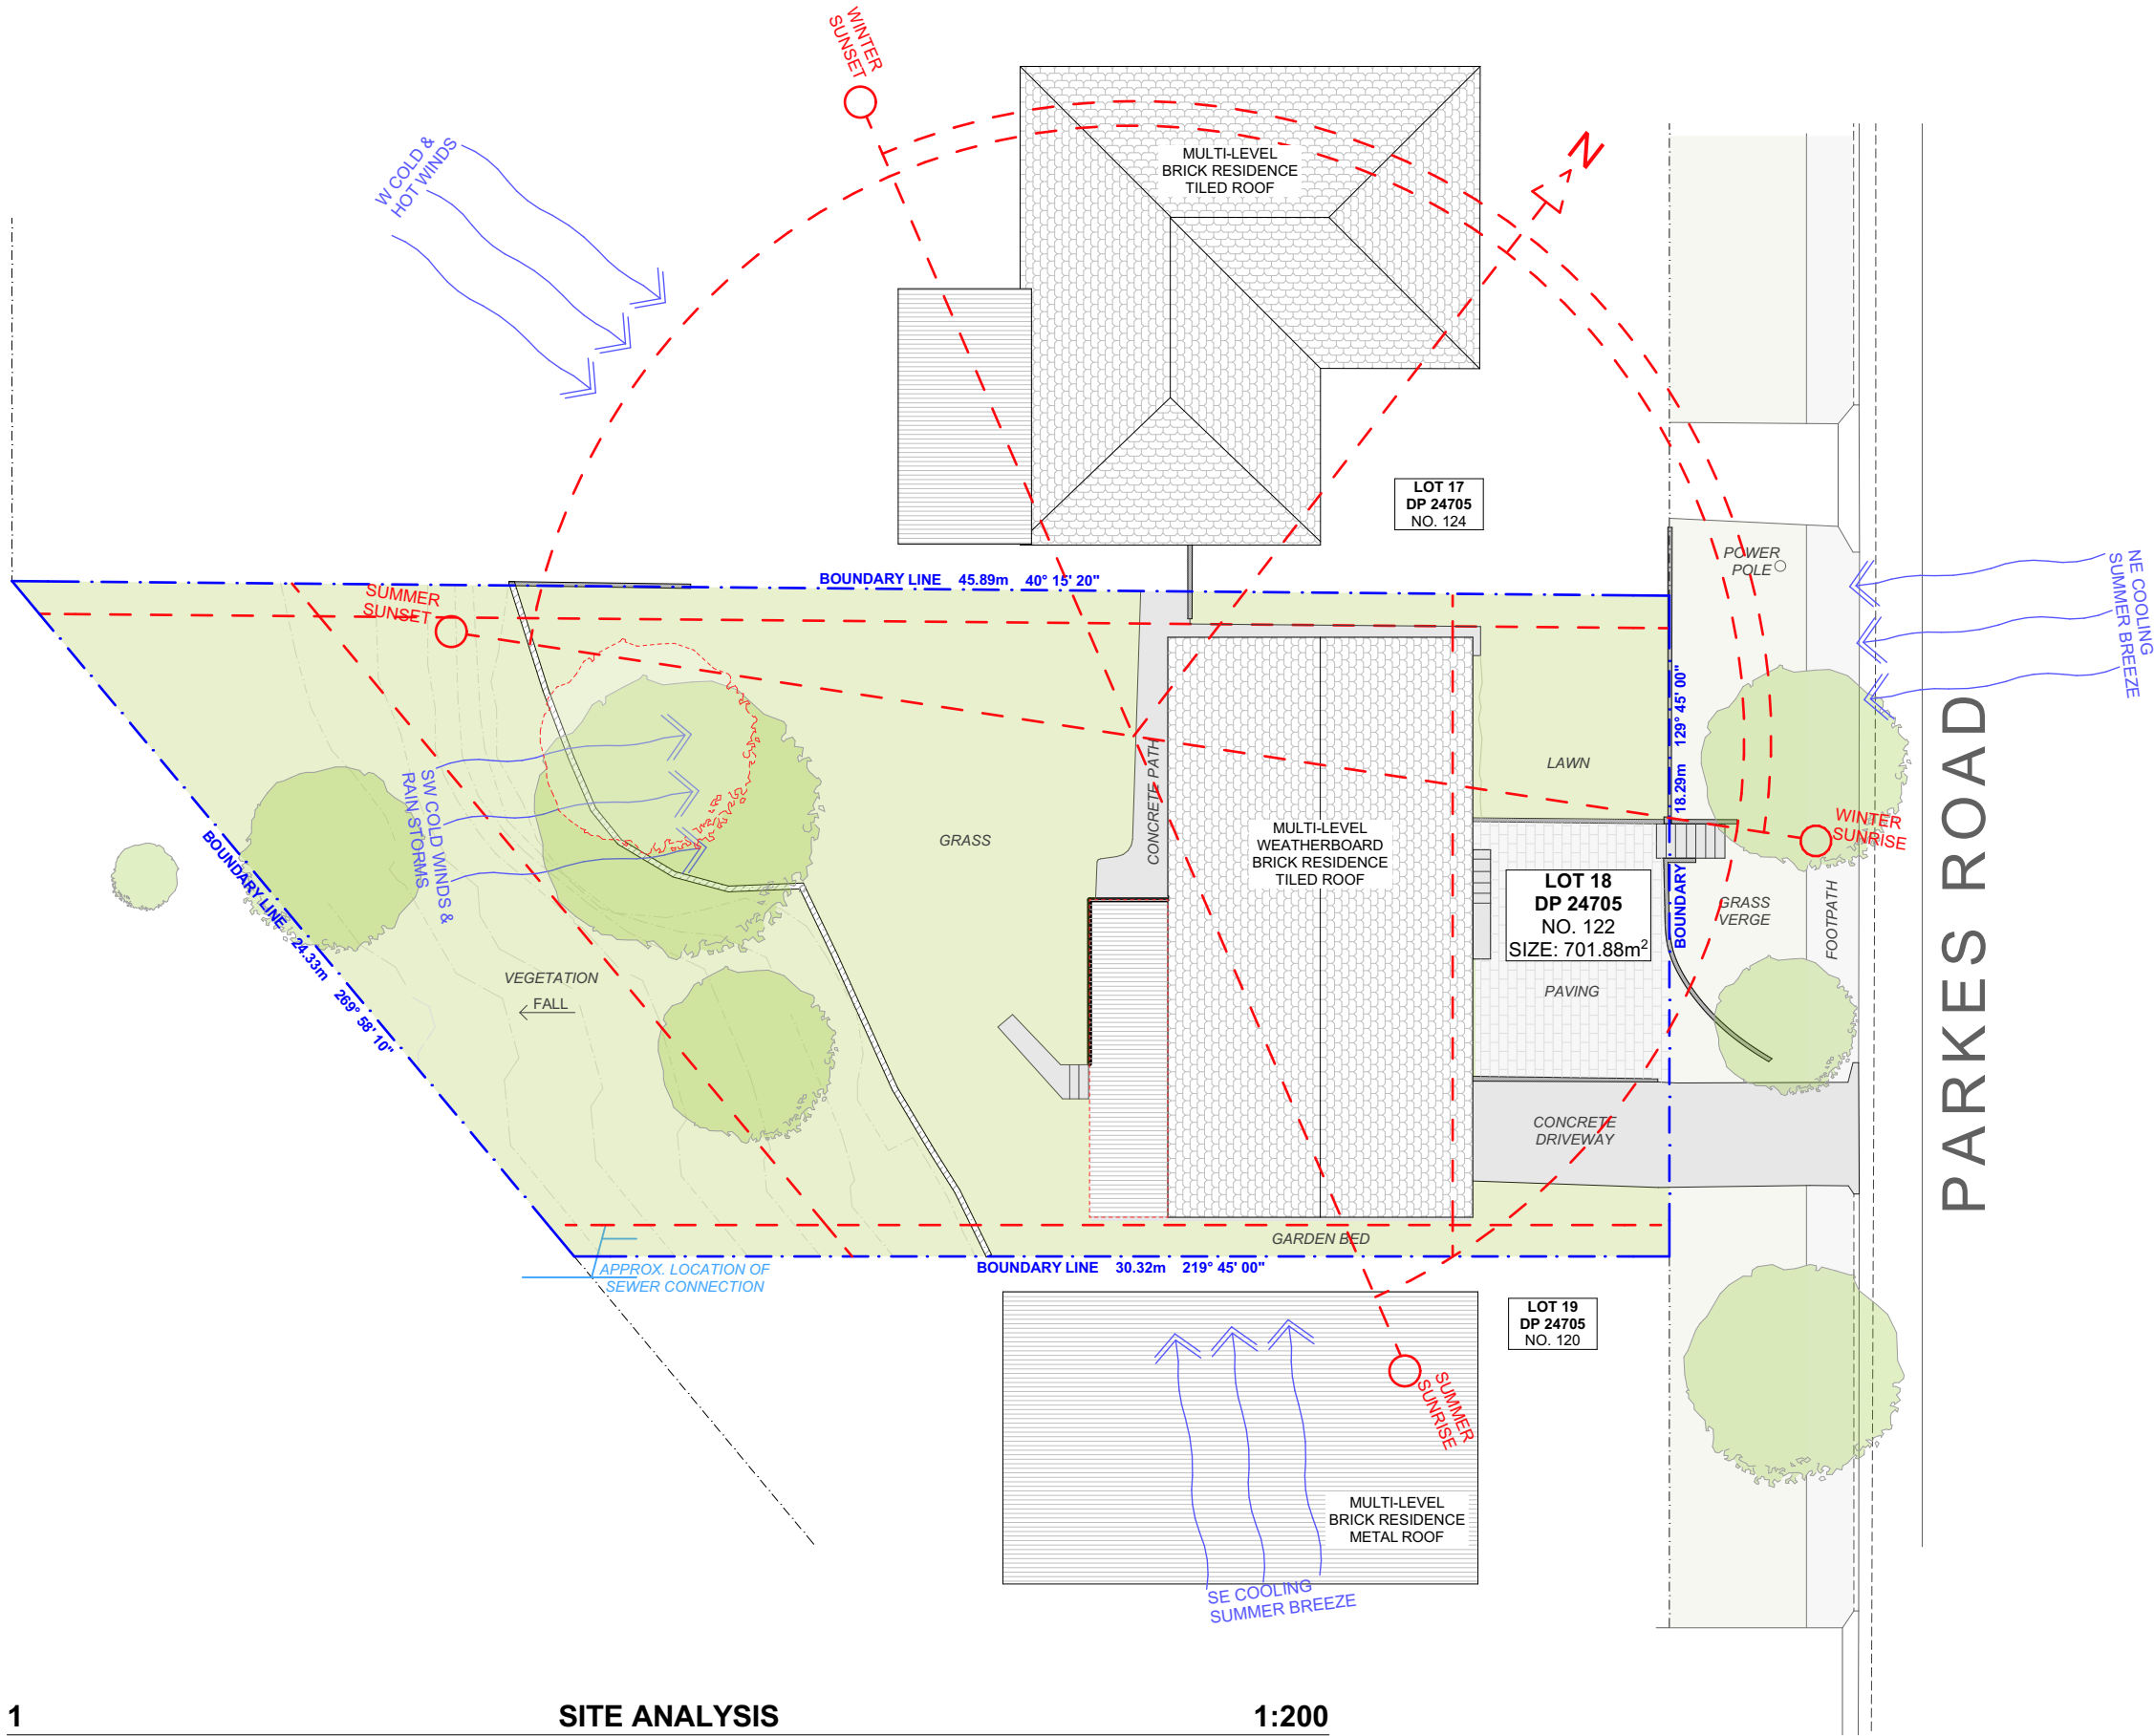 WINTER
SUNSET
W COLD &
HOT WINDS
MULTI-LEVEL
BRICK RESIDENCE
TILED ROOF
N
LOT 17
DP 24705
NO. 124
POWER
POLE
NE COOLING
SUMMER BREEZE
BOUNDARY LINE 45.89m 40° 15' 20"
SUMMER
SUNSET
SW COLD WINDS &
RAIN STORMS
GRASS
CONCRETE PATH
MULTI-LEVEL
WEATHERBOARD
BRICK RESIDENCE
TILED ROOF
LAWN
BOUNDARY 18.29m 129° 45' 00"
WINTER
SUNRISE
LOT 18
DP 24705
NO. 122
SIZE: 701.88m²
GRASS
VERGE
FOOTPATH
PARKES ROAD
PAVING
BOUNDARY LINE 24.33m 269° 58' 10"
VEGETATION
FALL
CONCRETE
DRIVEWAY
GARDEN BED
APPROX. LOCATION OF
SEWER CONNECTION
BOUNDARY LINE 30.32m 219° 45' 00"
LOT 19
DP 24705
NO. 120
SUMMER
SUNRISE
MULTI-LEVEL
BRICK RESIDENCE
METAL ROOF
SE COOLING
SUMMER BREEZE
1 SITE ANALYSIS 1:200